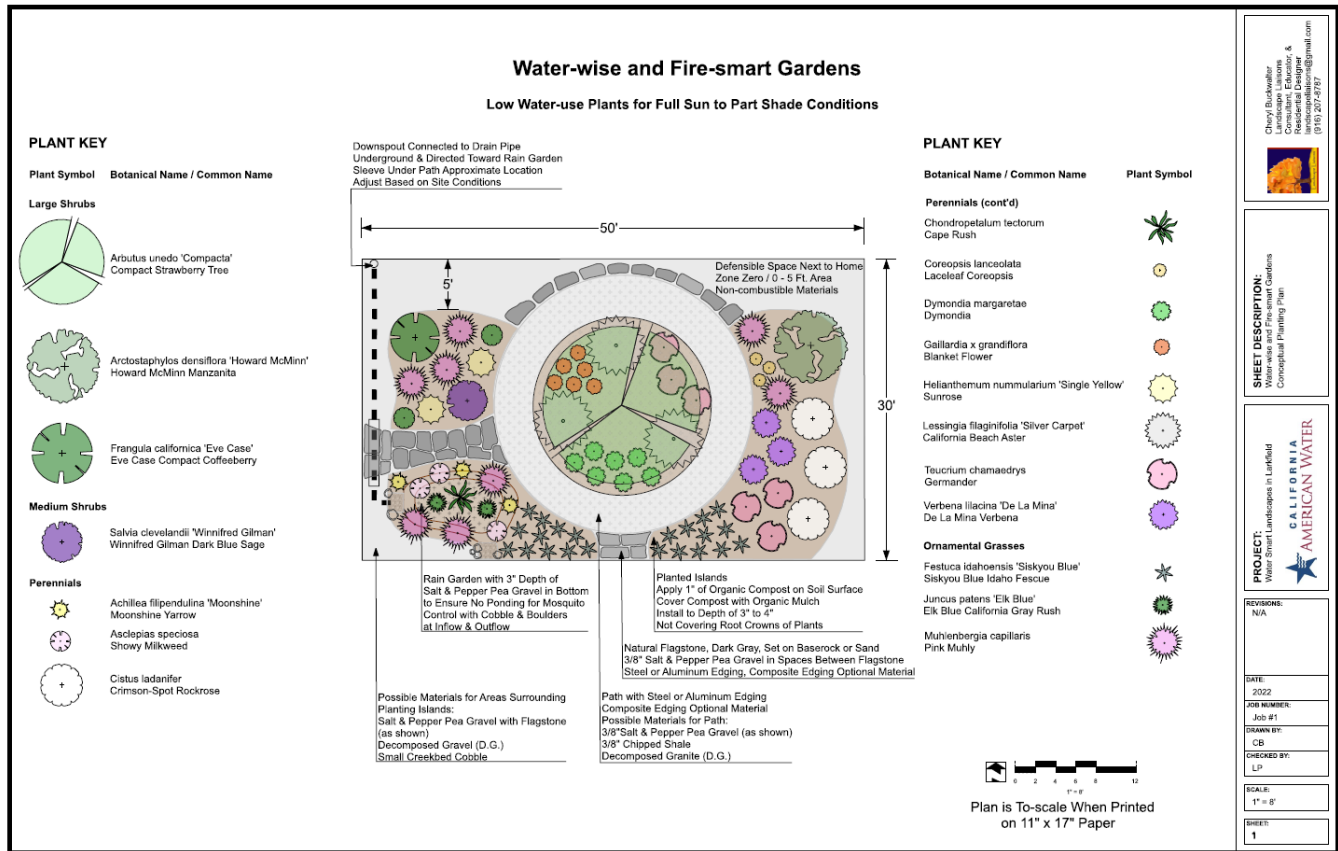 Water-wise and Fire-smart Gardens
Low Water-use Plants for Full Sun to Part Shade Conditions
PLANT KEY
Plant Symbol Botanical Name / Common Name
Large Shrubs
Arbutus unedo 'Compacta'
Compact Strawberry Tree
Arctostaphylos densiflora 'Howard McMinn'
Howard McMinn Manzanita
Frangula californica 'Eve Case'
Eve Case Compact Coffeeberry
Medium Shrubs
Salvia clevelandii 'Winnifred Gilman'
Winnifred Gilman Dark Blue Sage
Perennials
Achillea filipendulina 'Moonshine'
Moonshine Yarrow
Asclepias speciosa
Showy Milkweed
Cistus ladanifer
Crimson-Spot Rockrose
Downspout Connected to Drain Pipe
Underground & Directed Toward Rain Garden
Sleeve Under Path Approximate Location
Adjust Based on Site Conditions
50'
5'
Defensible Space Next to Home
Zone Zero / 0 - 5 Ft. Area
Non-combustible Materials
30'
Rain Garden with 3" Depth of
Salt & Pepper Pea Gravel in Bottom
to Ensure No Ponding for Mosquito
Control with Cobble & Boulders
at Inflow & Outflow
Planted Islands
Apply 1" of Organic Compost on Soil Surface
Cover Compost with Organic Mulch
Install to Depth of 3" to 4"
Not Covering Root Crowns of Plants
Natural Flagstone, Dark Gray, Set on Baserock or Sand
3/8" Salt & Pepper Pea Gravel in Spaces Between Flagstone
Steel or Aluminum Edging, Composite Edging Optional Material
Possible Materials for Areas Surrounding
Planting Islands:
Salt & Pepper Pea Gravel with Flagstone
(as shown)
Decomposed Gravel (D.G.)
Small Creekbed Cobble
Path with Steel or Aluminum Edging
Composite Edging Optional Material
Possible Materials for Path:
3/8"Salt & Pepper Pea Gravel (as shown)
3/8" Chipped Shale
Decomposed Granite (D.G.)
PLANT KEY
Botanical Name / Common Name Plant Symbol
Perennials (cont'd)
Chondropetalum tectorum
Cape Rush
Coreopsis lanceolata
Laceleaf Coreopsis
Dymondia margaretae
Dymondia
Gaillardia x grandiflora
Blanket Flower
Helianthemum nummularium 'Single Yellow'
Sunrose
Lessingia filaginifolia 'Silver Carpet'
California Beach Aster
Teucrium chamaedrys
Germander
Verbena lilacina 'De La Mina'
De La Mina Verbena
Ornamental Grasses
Festuca idahoensis 'Siskyou Blue'
Siskyou Blue Idaho Fescue
Juncus patens 'Elk Blue'
Elk Blue California Gray Rush
Muhlenbergia capillaris
Pink Muhly
0 2 4 6 8 12
1" = 8'
Plan is To-scale When Printed
on 11" x 17" Paper
Cheryl Buckwalter
Landscape Liaisons
Consultant, Educator, &
Residential Designer
landscapeliaisons@gmail.com
(916) 207-8787
SHEET DESCRIPTION:
Water-wise and Fire-smart Gardens
Conceptual Planting Plan
PROJECT:
Water Smart Landscapes in Larkfield
CALIFORNIA
AMERICAN WATER
REVISIONS:
N/A
DATE:
2022
JOB NUMBER:
Job #1
DRAWN BY:
CB
CHECKED BY:
LP
SCALE:
1" = 8'
SHEET:
1